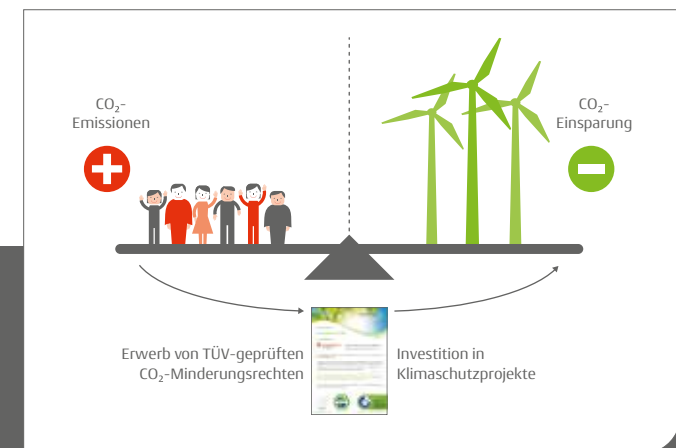 CO₂-
Emissionen
CO₂-
Einsparung
Erwerb von TÜV-geprüften
CO₂-Minderungsrechten
Investition in
Klimaschutzprojekte